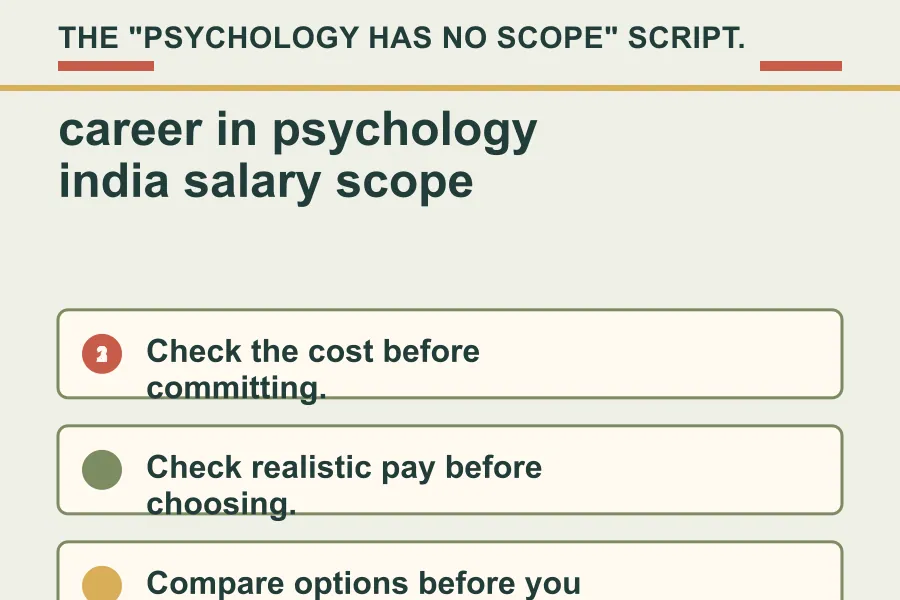 THE "PSYCHOLOGY HAS NO SCOPE" SCRIPT.
career in psychology
india salary scope
Check the cost before
committing.
Check realistic pay before
choosing.
Compare options before you